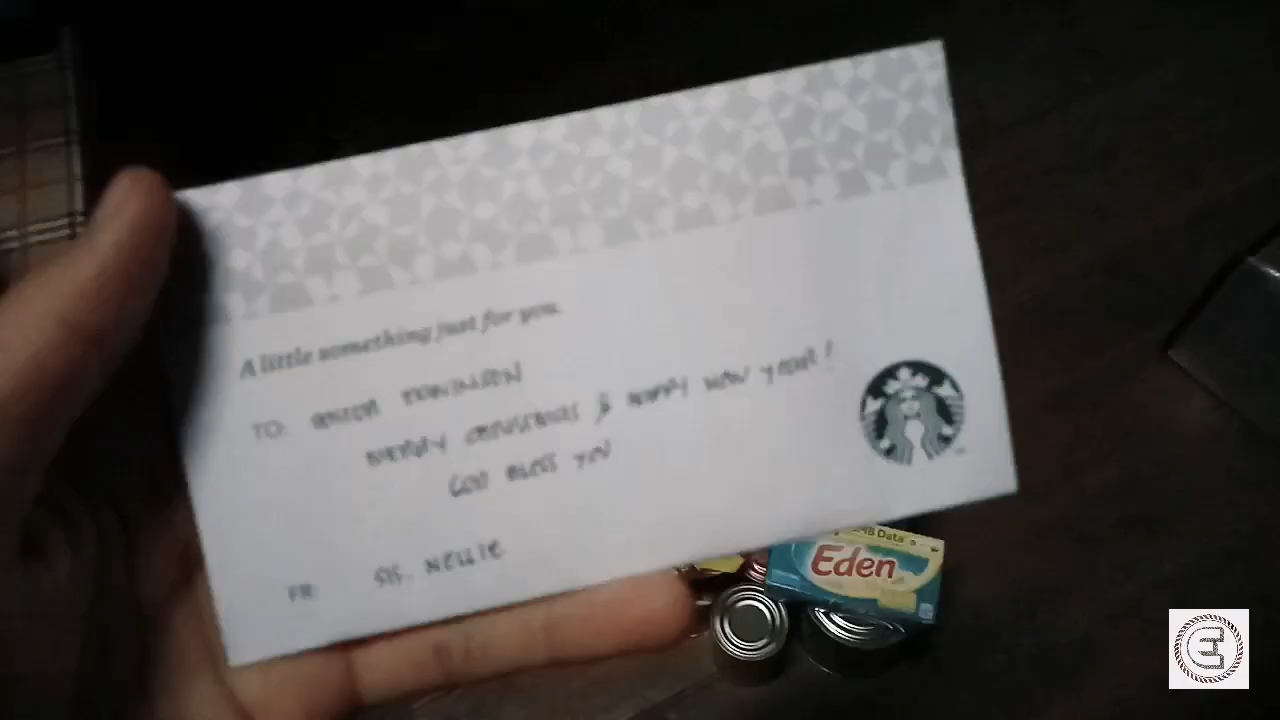 A little something just for you.
TO:
MERRY CHRISTMAS & HAPPY NEW YEAR!
GOD BLESS YOU
FR: SIS. NELLIE
Eden